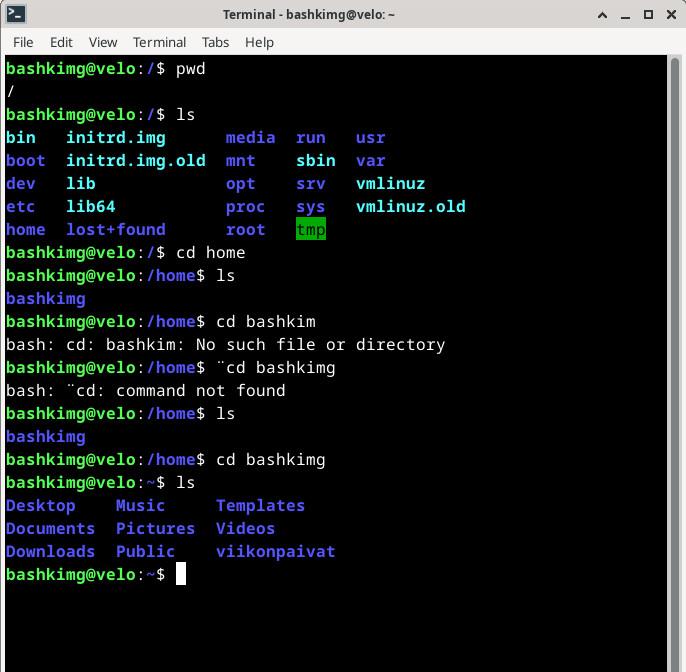 Terminal - bashkimg@velo: ~
File Edit View Terminal Tabs Help
bashkimg@velo:/$ pwd
/
bashkimg@velo:/$ ls
bin   initrd.img      media  run   usr
boot  initrd.img.old  mnt    sbin  var
dev   lib             opt    srv   vmlinuz
etc   lib64           proc   sys   vmlinuz.old
home  lost+found      root   tmp
bashkimg@velo:/$ cd home
bashkimg@velo:/home$ ls
bashkimg
bashkimg@velo:/home$ cd bashkim
bash: cd: bashkim: No such file or directory
bashkimg@velo:/home$ ¨cd bashkimg
bash: ¨cd: command not found
bashkimg@velo:/home$ ls
bashkimg
bashkimg@velo:/home$ cd bashkimg
bashkimg@velo:~$ ls
Desktop    Music     Templates
Documents  Pictures  Videos
Downloads  Public    viikonpaivat
bashkimg@velo:~$